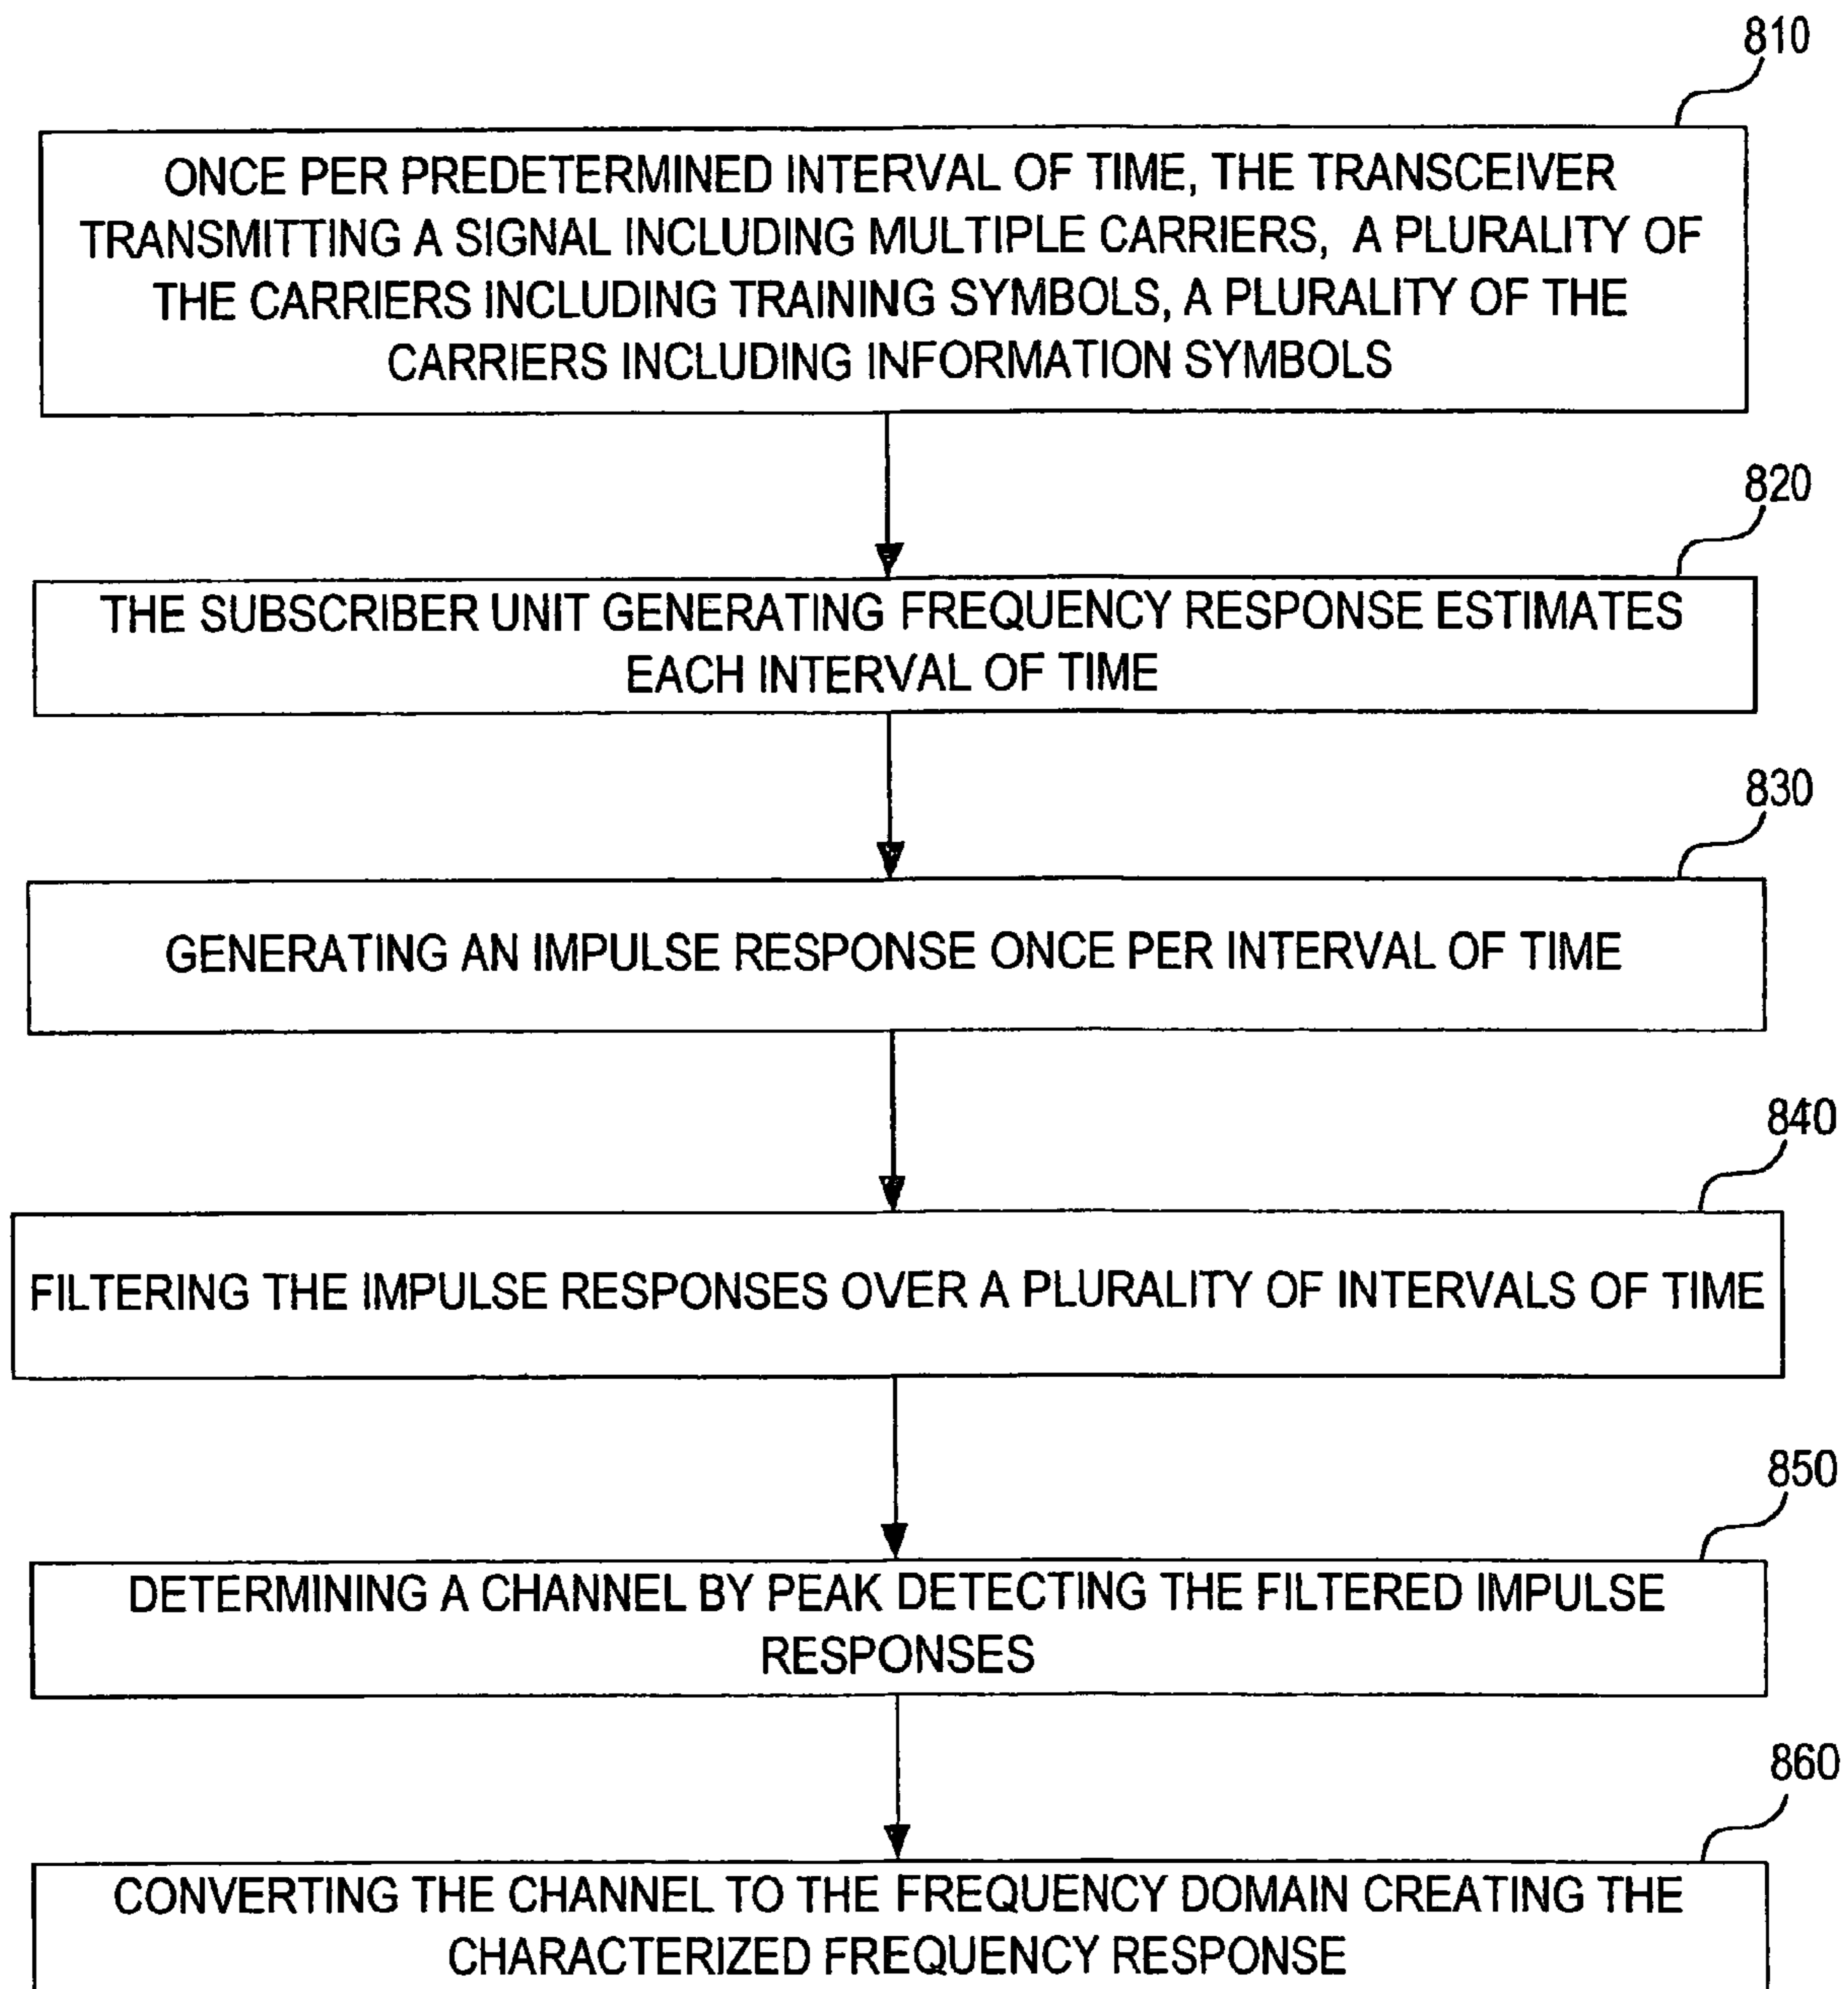 810
ONCE PER PREDETERMINED INTERVAL OF TIME, THE TRANSCEIVER
TRANSMITTING A SIGNAL INCLUDING MULTIPLE CARRIERS, A PLURALITY OF
THE CARRIERS INCLUDING TRAINING SYMBOLS, A PLURALITY OF THE
CARRIERS INCLUDING INFORMATION SYMBOLS
820
THE SUBSCRIBER UNIT GENERATING FREQUENCY RESPONSE ESTIMATES
EACH INTERVAL OF TIME
830
GENERATING AN IMPULSE RESPONSE ONCE PER INTERVAL OF TIME
840
FILTERING THE IMPULSE RESPONSES OVER A PLURALITY OF INTERVALS OF TIME
850
DETERMINING A CHANNEL BY PEAK DETECTING THE FILTERED IMPULSE
RESPONSES
860
CONVERTING THE CHANNEL TO THE FREQUENCY DOMAIN CREATING THE
CHARACTERIZED FREQUENCY RESPONSE